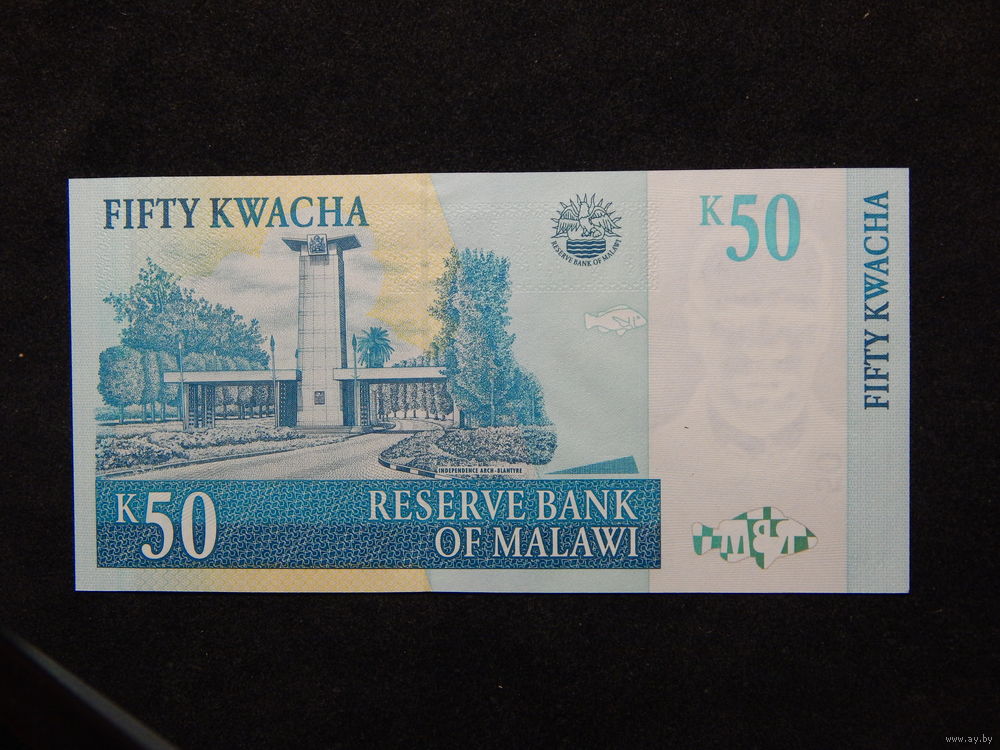 FIFTY KWACHA
RESERVE BANK OF MALAWI
K50
FIFTY KWACHA
INDEPENDENCE ARCH-BLANTYRE
K50
RESERVE BANK
OF MALAWI
www.ay.by